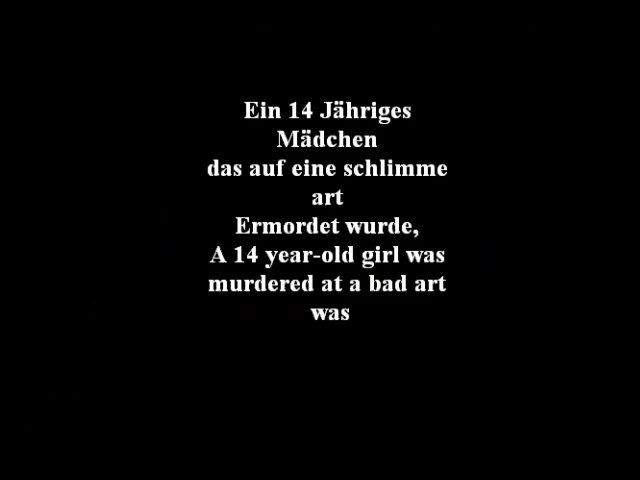 Ein 14 Jähriges
Mädchen
das auf eine schlimme
art
Ermordet wurde,
A 14 year-old girl was
murdered at a bad art
was